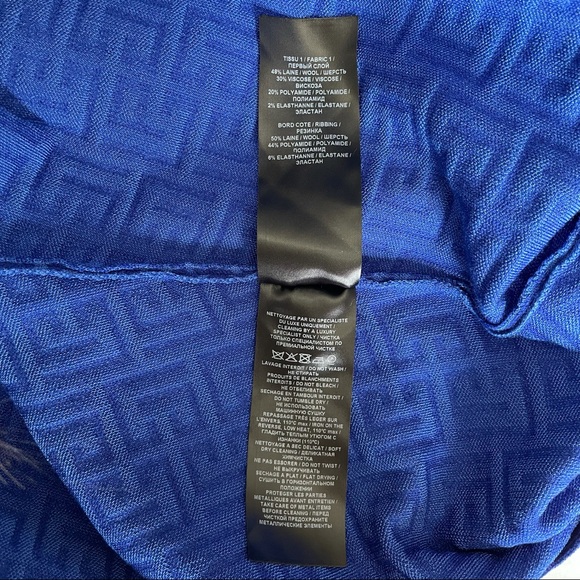 TISSU 1 / FABRIC 1 /
ПЕРВЫЙ СЛОЙ
48% LAINE / WOOL / ШЕРСТЬ
30% VISCOSE / VISCOSE /
ВИСКОЗА
20% POLYAMIDE / POLYAMIDE /
ПОЛИАМИД
2% ELASTHANNE / ELASTANE /
ЭЛАСТАН
BORD COTE / RIBBING /
РЕЗИНКА
50% LAINE / WOOL / ШЕРСТЬ
44% POLYAMIDE / POLYAMIDE /
ПОЛИАМИД
6% ELASTHANNE / ELASTANE /
ЭЛАСТАН
NETTOYAGE PAR UN SPECIALISTE
DU LUXE UNIQUEMENT /
CLEANING BY A LUXURY
SPECIALIST ONLY / ЧИСТКА
ТОЛЬКО СПЕЦИАЛИСТОМ ПО
ПРЕМИАЛЬНОЙ ЧИСТКЕ
LAVAGE INTERDIT / DO NOT WASH /
НЕ СТИРАТЬ
PRODUITS DE BLANCHIMENTS
INTERDITS / DO NOT BLEACH /
НЕ ОТБЕЛИВАТЬ
SECHAGE EN TAMBOUR INTERDIT /
DO NOT TUMBLE DRY /
НЕ ИСПОЛЬЗОВАТЬ
МАШИННУЮ СУШКУ
REPASSAGE TRES LEGER SUR
L'ENVERS, 110°C max / IRON ON THE
REVERSE, LOW HEAT, 110°C max /
ГЛАДИТЬ ТЕПЛЫМ УТЮГОМ С
ИЗНАНКИ (110°C)
NETTOYAGE A SEC DELICAT / SOFT
DRY CLEANING / ДЕЛИКАТНАЯ
ХИМЧИСТКА
NE PAS ESSORER / DO NOT TWIST /
НЕ ВЫКРУЧИВАТЬ
SECHAGE A PLAT / FLAT DRYING /
СУШИТЬ В ГОРИЗОНТАЛЬНОМ
ПОЛОЖЕНИИ
PROTEGER LES PARTIES
METALLIQUES AVANT ENTRETIEN /
TAKE CARE OF METAL ITEMS
BEFORE CLEANING / ПЕРЕД
ЧИСТКОЙ ПРЕДОХРАНИТЕ
МЕТАЛЛИЧЕСКИЕ ЭЛЕМЕНТЫ